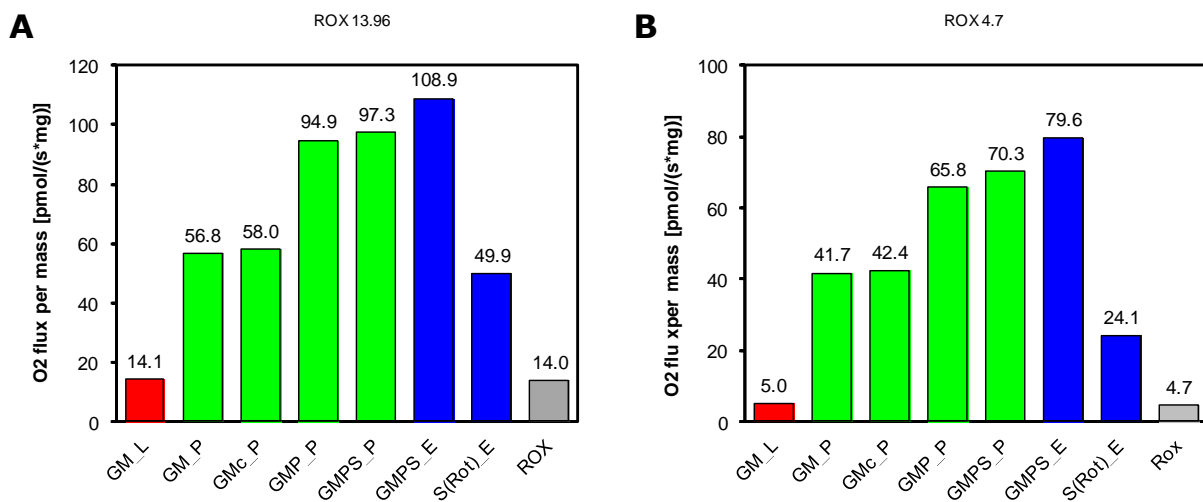 A
ROX 13.96
O2 flux per mass [pmol/(s*mg)]
120
100
80
60
40
20
0
14.1
56.8
58.0
94.9
97.3
108.9
49.9
14.0
GM_L
GM_P
GMc_P
GMP_P
GMPS_P
GMPS_E
S(Rot)_E
ROX
B
ROX 4.7
O2 flu xper mass [pmol/(s*mg)]
100
80
60
40
20
0
5.0
41.7
42.4
65.8
70.3
79.6
24.1
4.7
GM_L
GM_P
GMc_P
GMP_P
GMPS_P
GMPS_E
S(Rot)_E
Rox